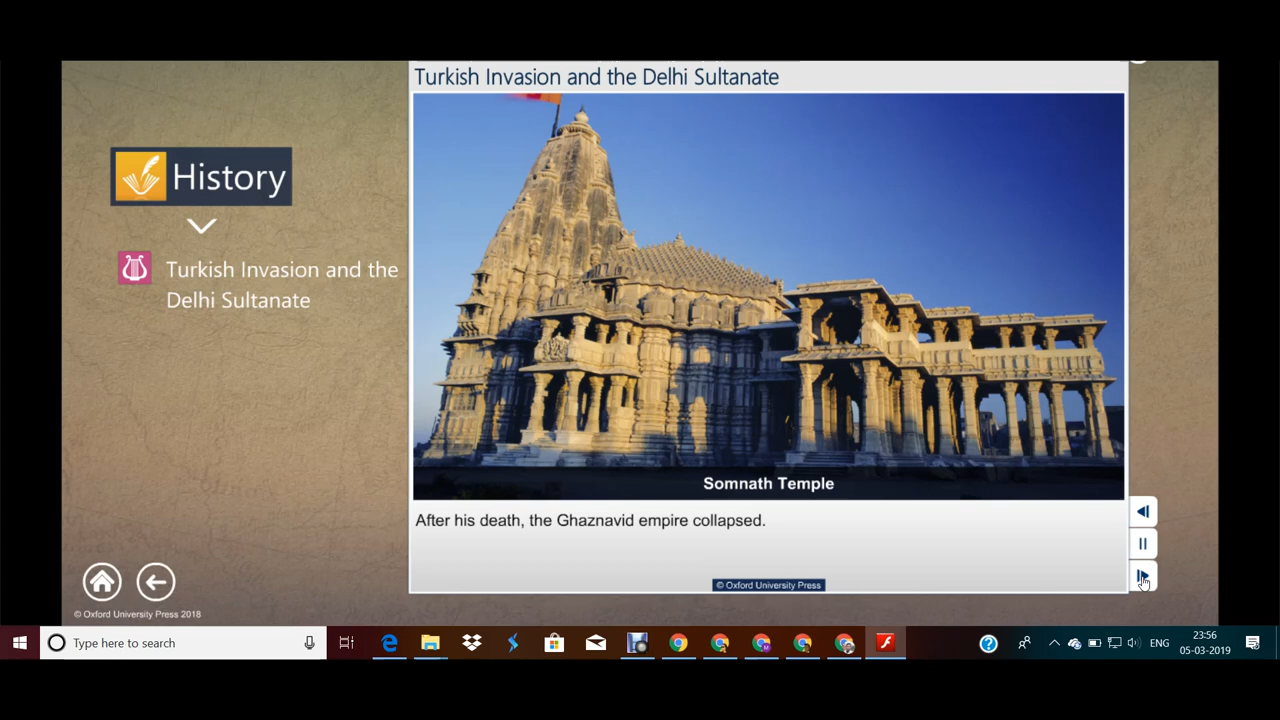 Turkish Invasion and the Delhi Sultanate
History
Turkish Invasion and the
Delhi Sultanate
Somnath Temple
After his death, the Ghaznavid empire collapsed.
© Oxford University Press
© Oxford University Press 2018
Type here to search
ENG
23:56
05-03-2019